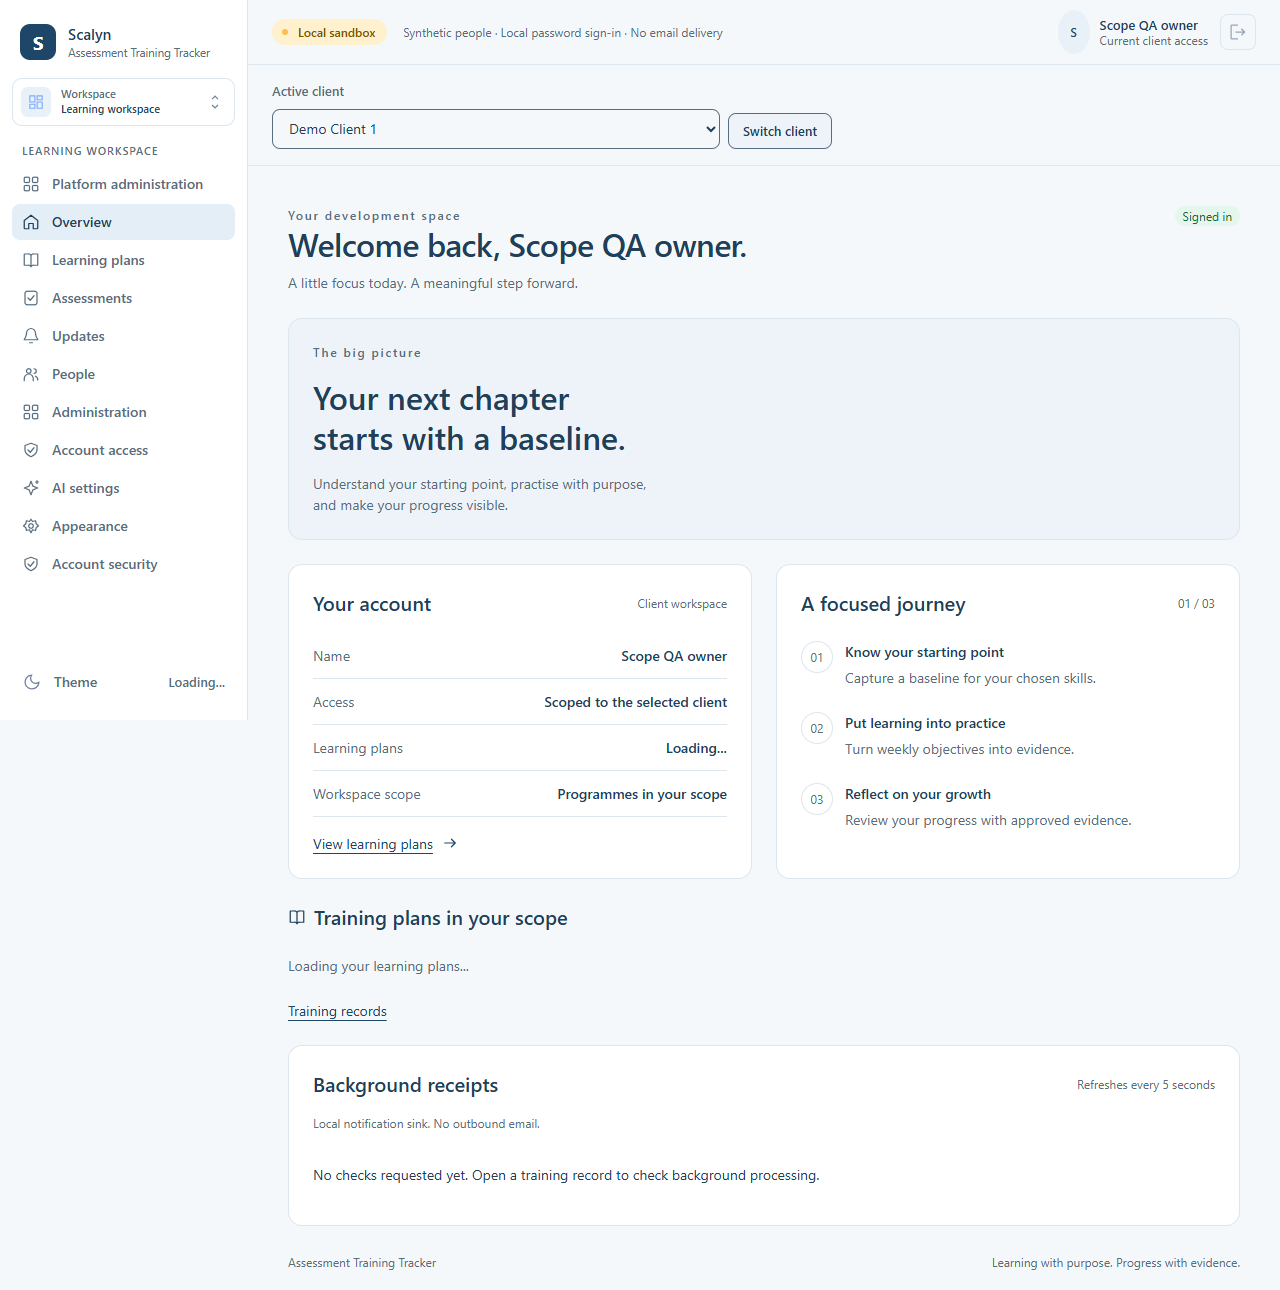 S
Scalyn
Assessment Training Tracker
Workspace
Learning workspace
LEARNING WORKSPACE
Platform administration
Overview
Learning plans
Assessments
Updates
People
Administration
Account access
AI settings
Appearance
Account security
Theme
Loading...
Local sandbox
Synthetic people · Local password sign-in · No email delivery
S
Scope QA owner
Current client access
Active client
Demo Client 1
Switch client
Your development space
Signed in
Welcome back, Scope QA owner.
A little focus today. A meaningful step forward.
The big picture
Your next chapter
starts with a baseline.
Understand your starting point, practise with purpose,
and make your progress visible.
Your account
Client workspace
Name
Scope QA owner
Access
Scoped to the selected client
Learning plans
Loading...
Workspace scope
Programmes in your scope
View learning plans
A focused journey
01 / 03
01
Know your starting point
Capture a baseline for your chosen skills.
02
Put learning into practice
Turn weekly objectives into evidence.
03
Reflect on your growth
Review your progress with approved evidence.
Training plans in your scope
Loading your learning plans...
Training records
Background receipts
Refreshes every 5 seconds
Local notification sink. No outbound email.
No checks requested yet. Open a training record to check background processing.
Assessment Training Tracker
Learning with purpose. Progress with evidence.